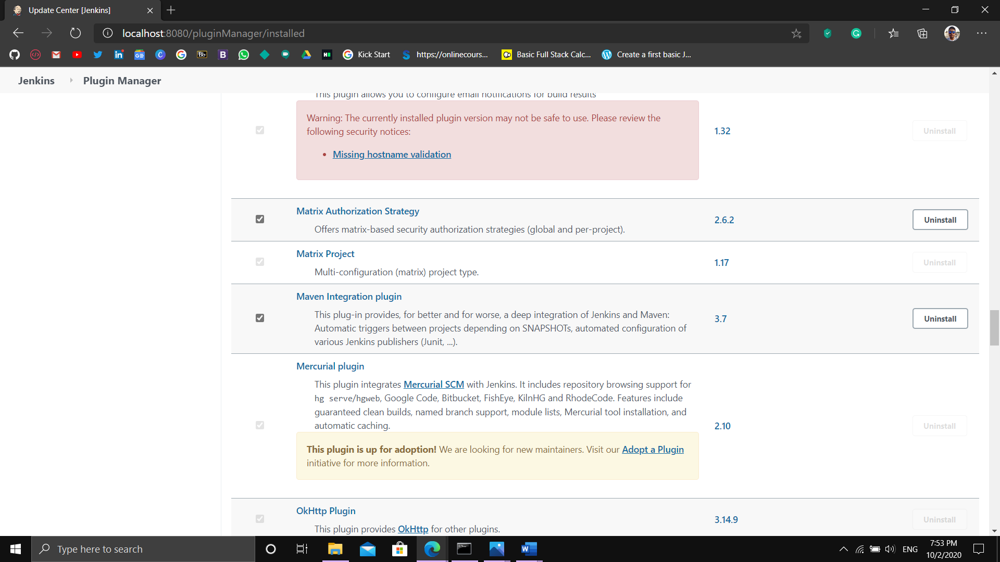 Update Center [Jenkins]
localhost:8080/pluginManager/installed
Kick Start
https://onlinecours...
Basic Full Stack Calc...
Create a first basic J...
Jenkins
Plugin Manager
This plugin allows you to configure email notifications for build results
Warning: The currently installed plugin version may not be safe to use. Please review the
following security notices:
Missing hostname validation
1.32
Uninstall
Matrix Authorization Strategy
Offers matrix-based security authorization strategies (global and per-project).
2.6.2
Uninstall
Matrix Project
Multi-configuration (matrix) project type.
1.17
Uninstall
Maven Integration plugin
This plug-in provides, for better and for worse, a deep integration of Jenkins and Maven:
Automatic triggers between projects depending on SNAPSHOTs, automated configuration of
various Jenkins publishers (Junit, ...).
3.7
Uninstall
Mercurial plugin
This plugin integrates Mercurial SCM with Jenkins. It includes repository browsing support for
hg serve/hgweb, Google Code, Bitbucket, FishEye, KilnHG and RhodeCode. Features include
guaranteed clean builds, named branch support, module lists, Mercurial tool installation, and
automatic caching.
2.10
Uninstall
This plugin is up for adoption! We are looking for new maintainers. Visit our Adopt a Plugin
initiative for more information.
OkHttp Plugin
This plugin provides OkHttp for other plugins.
3.14.9
Uninstall
Type here to search
ENG
7:53 PM
10/2/2020